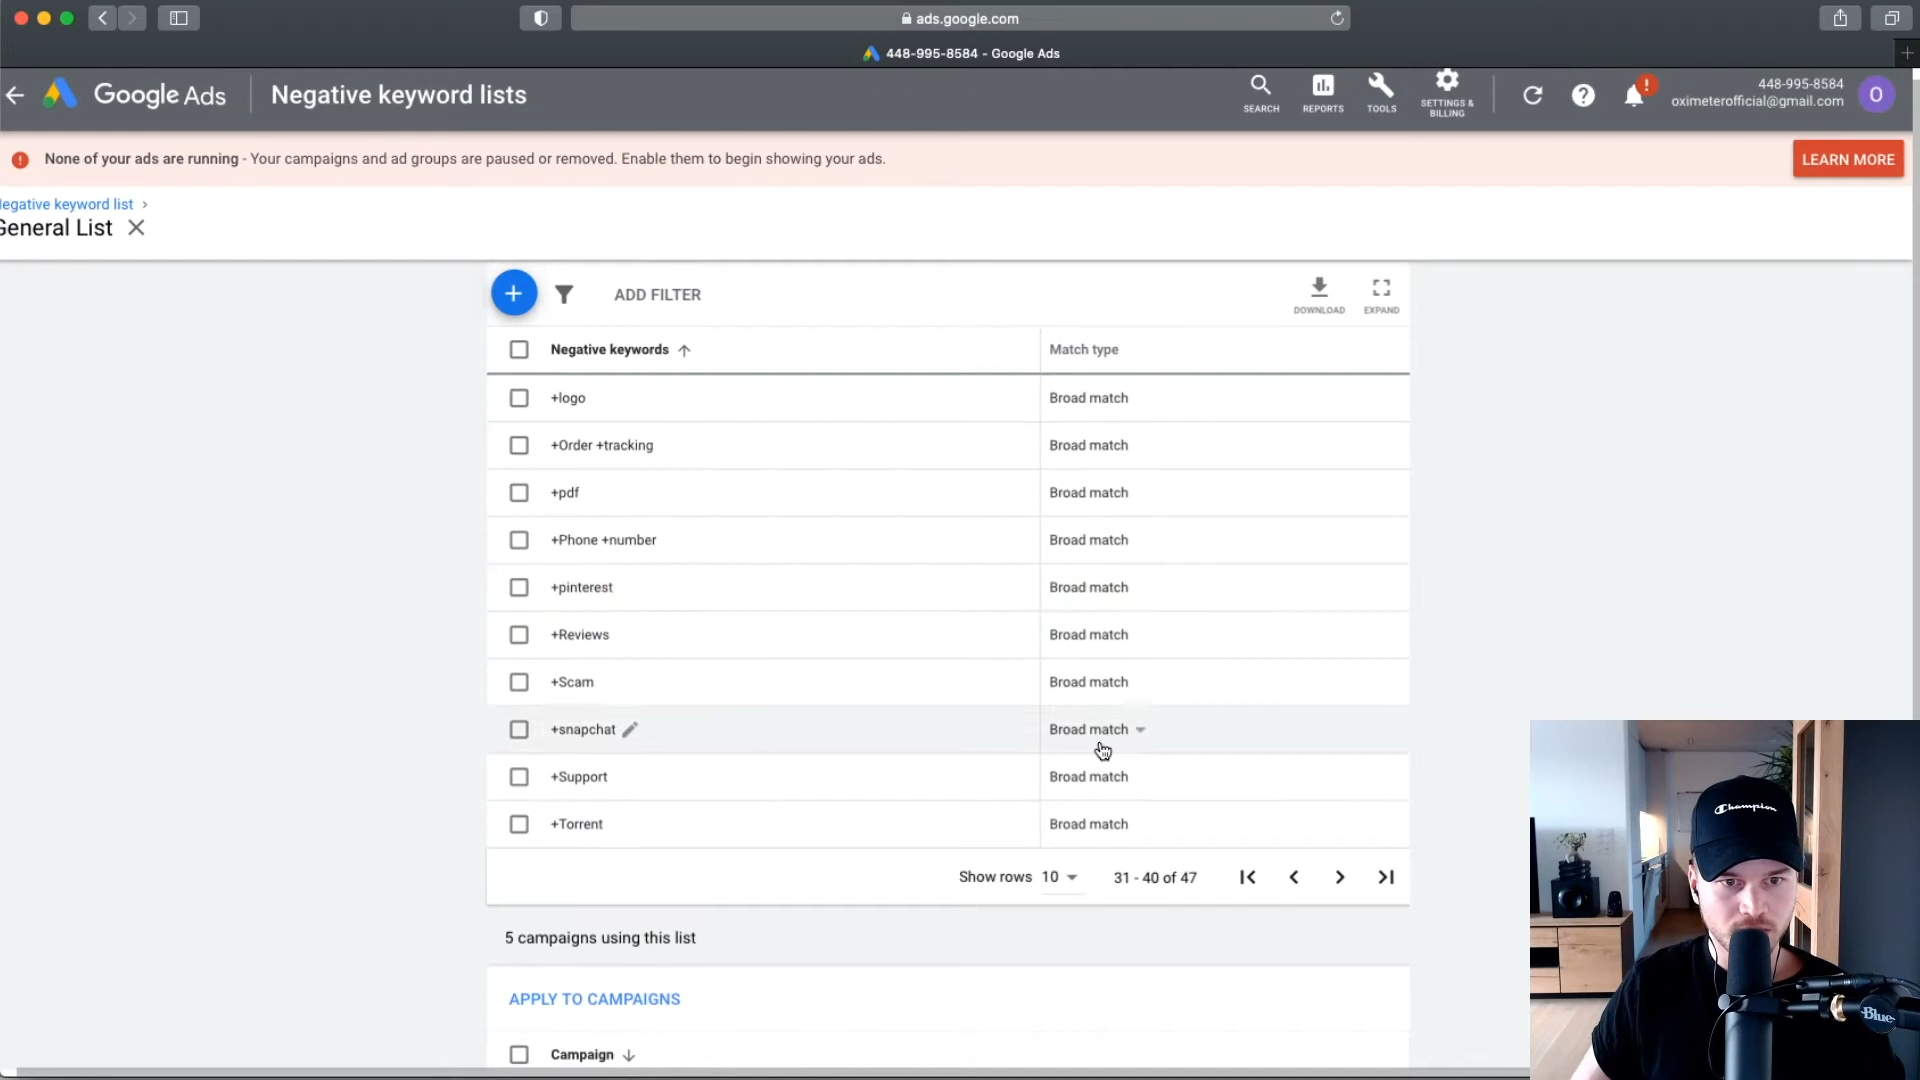 ads.google.com
448-995-8584 - Google Ads
Google Ads
Negative keyword lists
SEARCH
REPORTS
TOOLS
SETTINGS & BILLING
448-995-8584
oximeterofficial@gmail.com
O
None of your ads are running - Your campaigns and ad groups are paused or removed. Enable them to begin showing your ads.
LEARN MORE
egative keyword list
General List
ADD FILTER
DOWNLOAD
EXPAND
Negative keywords
Match type
+logo Broad match
+Order +tracking Broad match
+pdf Broad match
+Phone +number Broad match
+pinterest Broad match
+Reviews Broad match
+Scam Broad match
+snapchat Broad match
+Support Broad match
+Torrent Broad match
Show rows 10 31 - 40 of 47
5 campaigns using this list
APPLY TO CAMPAIGNS
Campaign
Champion
Blue